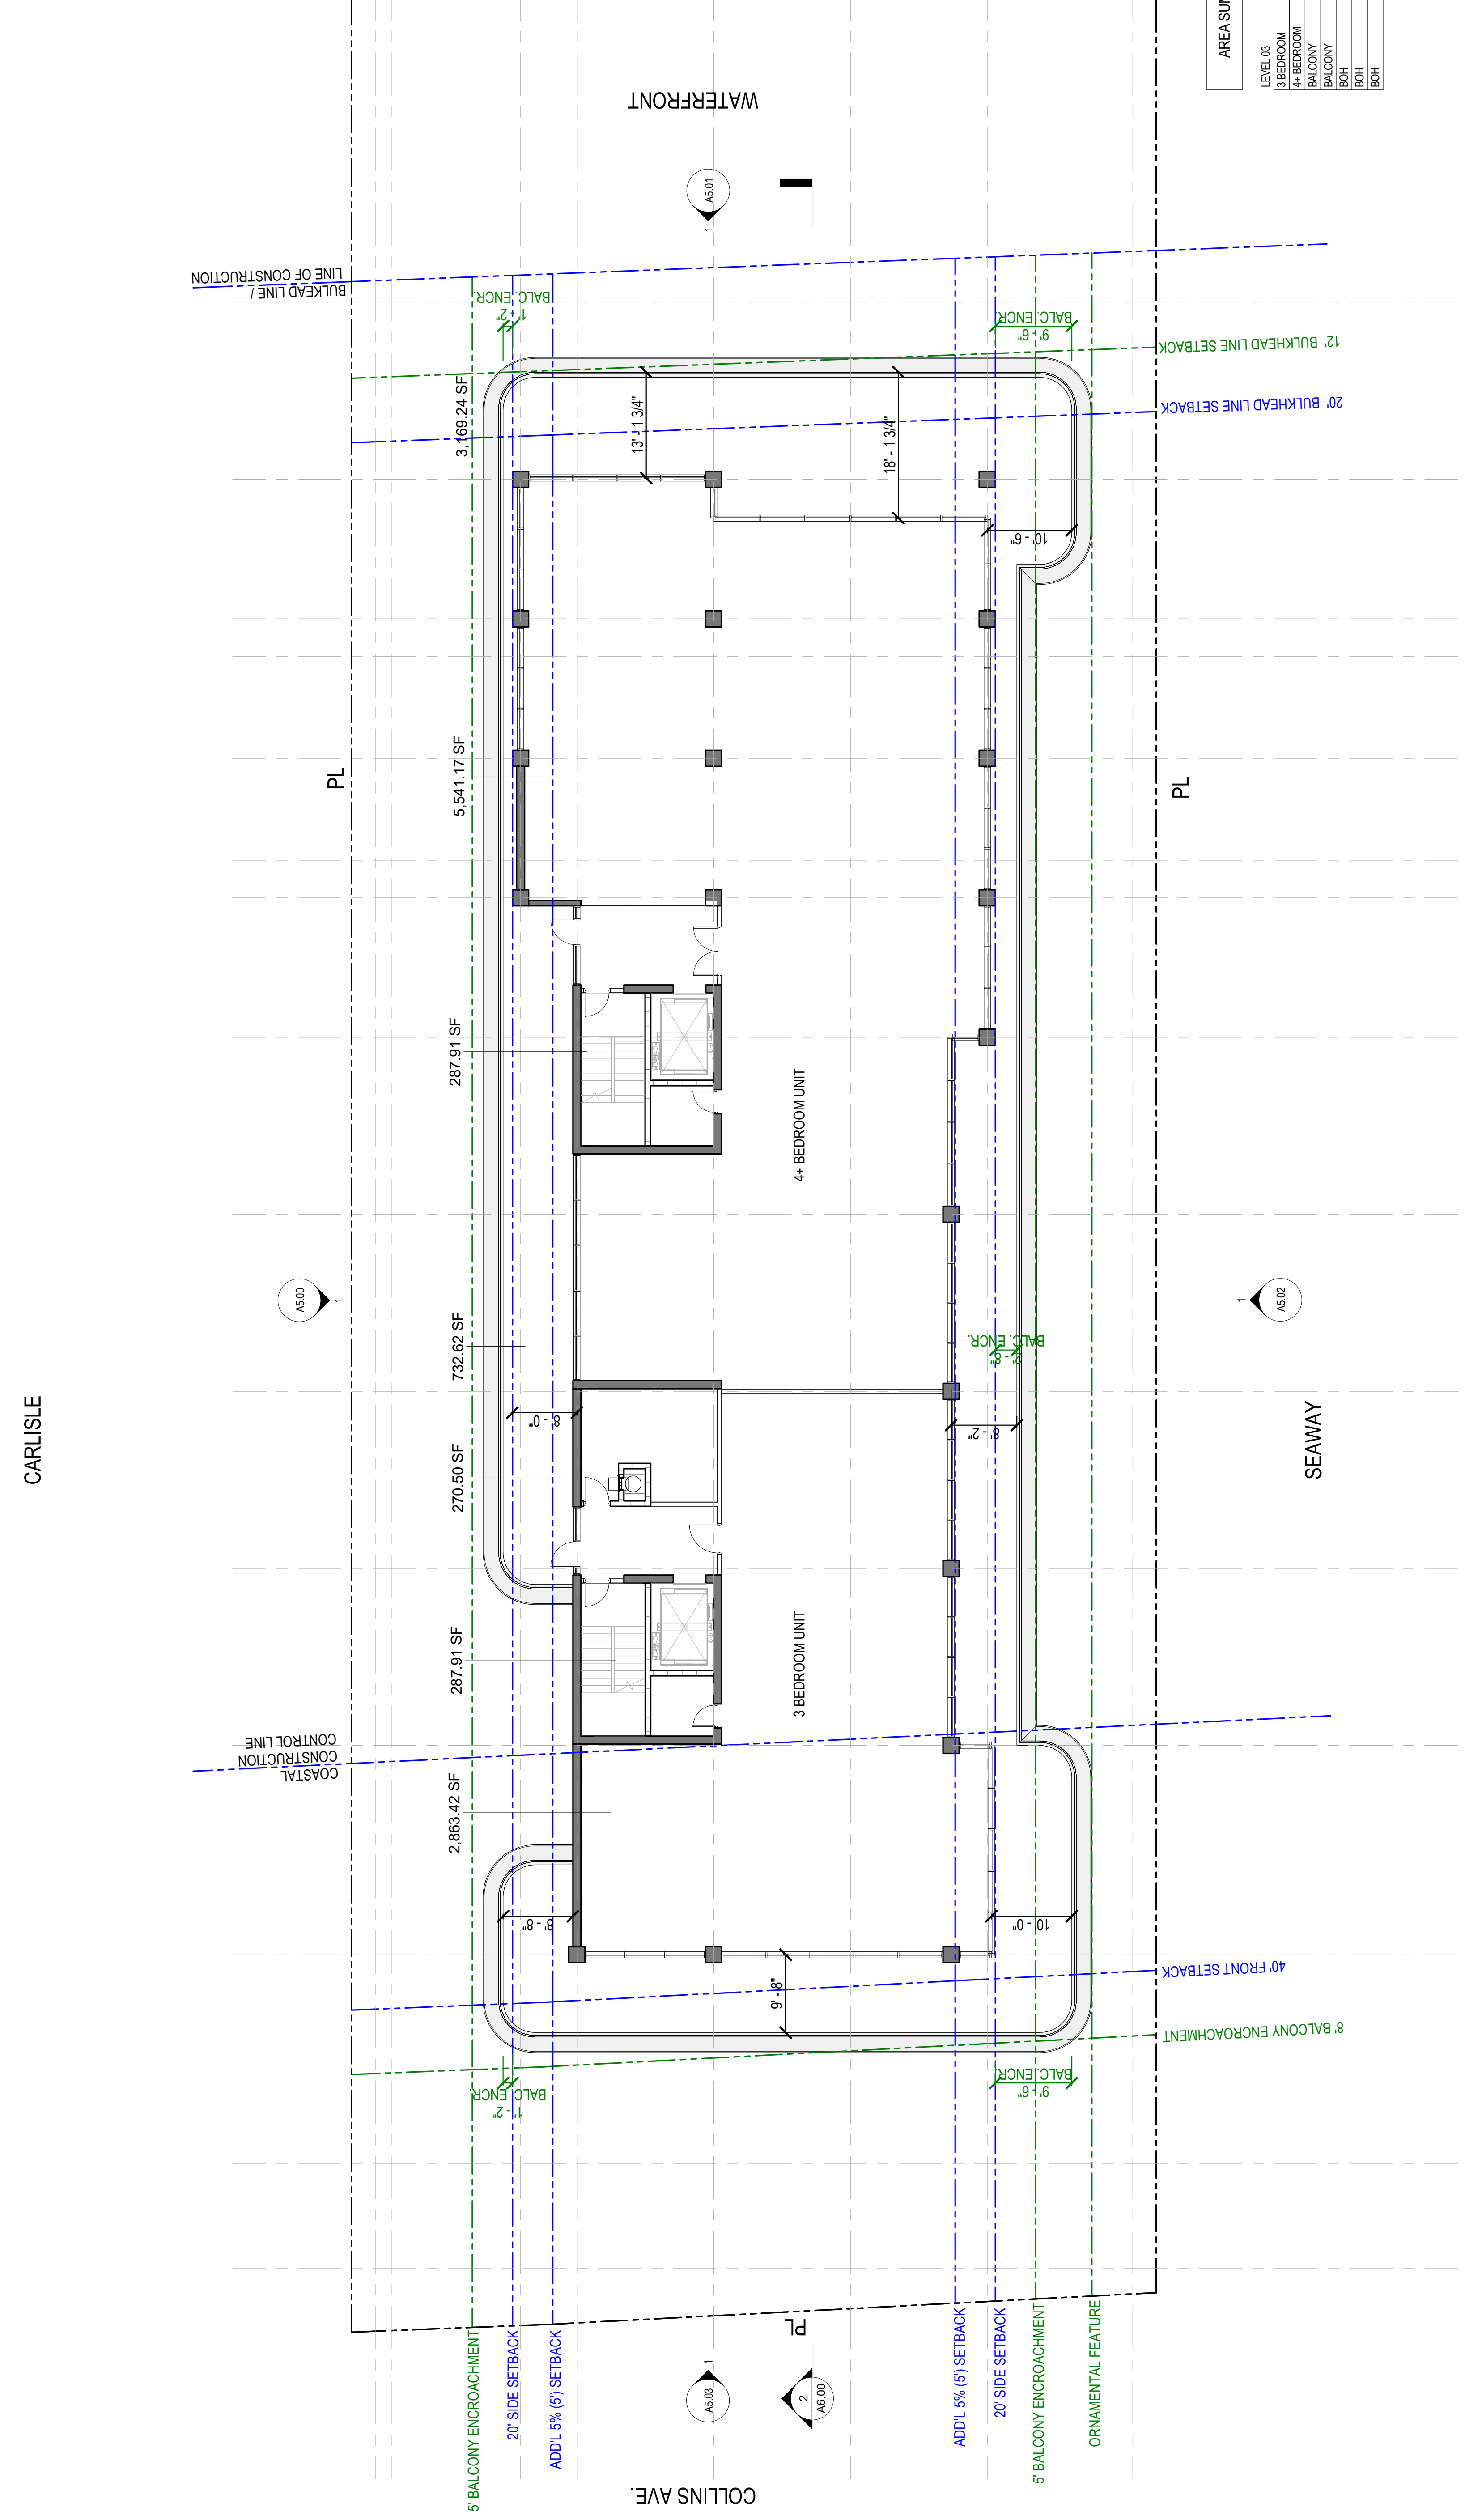 AREA SUM
LEVEL 03
3 BEDROOM
4+ BEDROOM
BALCONY
BALCONY
BOH
BOH
BOH
WATERFRONT
A5.01
1
BULKHEAD LINE /
LINE OF CONSTRUCTION
1' - 2"
BALC. ENCR.
9' - 6"
BALC. ENCR.
12' BULKHEAD LINE SETBACK
20' BULKHEAD LINE SETBACK
3,169.24 SF
13' - 1 3/4"
18' - 1 3/4"
10' - 6"
PL
PL
5,541.17 SF
287.91 SF
4+ BEDROOM UNIT
A5.00
1
1
A5.02
732.62 SF
2' - 8"
BALC. ENCR.
CARLISLE
SEAWAY
8' - 0"
8' - 2"
270.50 SF
287.91 SF
3 BEDROOM UNIT
COASTAL
CONSTRUCTION
CONTROL LINE
2,863.42 SF
8' - 8"
10' - 0"
9' - 8"
40' FRONT SETBACK
8' BALCONY ENCROACHMENT
1' - 2"
BALC. ENCR.
9' - 6"
BALC. ENCR.
PL
5' BALCONY ENCROACHMENT
20' SIDE SETBACK
ADD'L 5% (5') SETBACK
ADD'L 5% (5') SETBACK
20' SIDE SETBACK
5' BALCONY ENCROACHMENT
ORNAMENTAL FEATURE
A5.03
1
2
A6.00
COLLINS AVE.